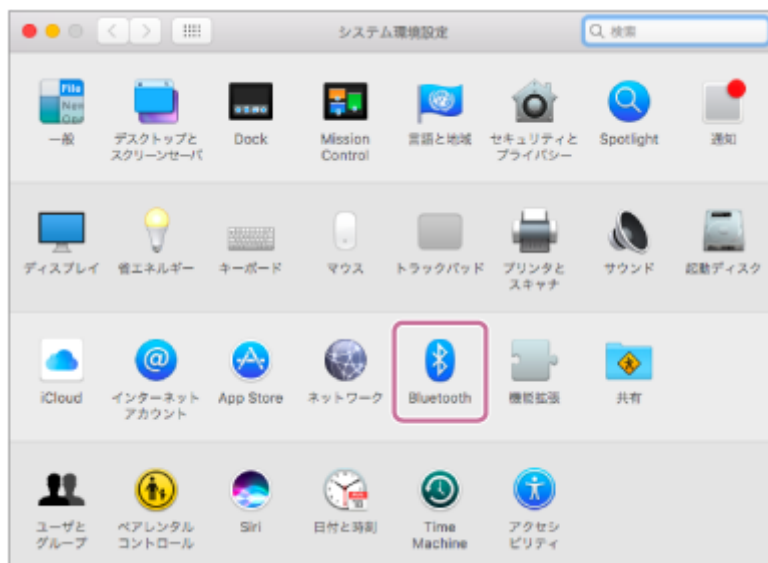 システム環境設定
検索
File
New
Ope
一般
デスクトップと
スクリーンセーバ
Dock
Mission
Control
言語と地域
セキュリティと
プライバシー
Spotlight
通知
ディスプレイ
省エネルギー
キーボード
マウス
トラックパッド
プリンタと
スキャナ
サウンド
起動ディスク
iCloud
インターネット
アカウント
App Store
ネットワーク
Bluetooth
機能拡張
共有
ユーザと
グループ
ペアレンタル
コントロール
Siri
日付と時刻
Time
Machine
アクセシ
ビリティ